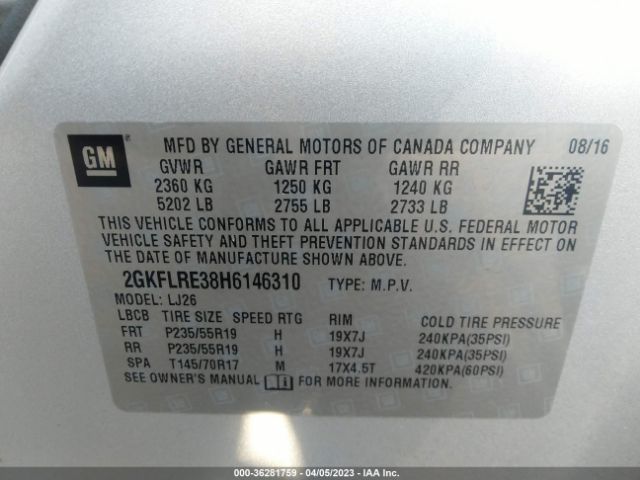 GM
MFD BY GENERAL MOTORS OF CANADA COMPANY 08/16
GVWR GAWR FRT GAWR RR
2360 KG 1250 KG 1240 KG
5202 LB 2755 LB 2733 LB
THIS VEHICLE CONFORMS TO ALL APPLICABLE U.S. FEDERAL MOTOR
VEHICLE SAFETY AND THEFT PREVENTION STANDARDS IN EFFECT ON
THE DATE OF MANUFACTURE SHOWN ABOVE.
2GKFLRE38H6146310 TYPE: M.P.V.
MODEL: LJ26
LBCB TIRE SIZE SPEED RTG RIM COLD TIRE PRESSURE
FRT P235/55R19 H 19X7J 240KPA(35PSI)
RR P235/55R19 H 19X7J 240KPA(35PSI)
SPA T145/70R17 M 17X4.5T 420KPA(60PSI)
SEE OWNER'S MANUAL FOR MORE INFORMATION.
000-36281759 - 04/05/2023 - IAA Inc.